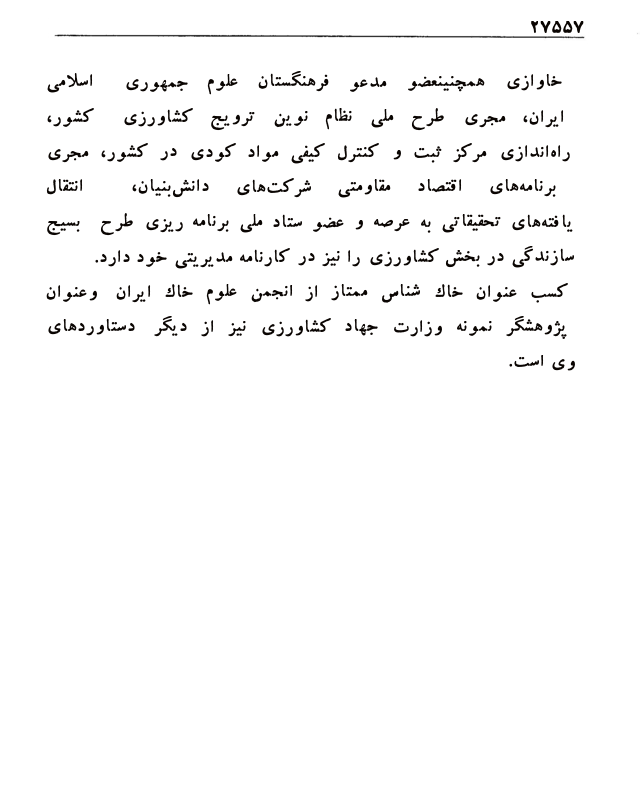 ۲۷۵۵۷
خاوازی همچنینعضو مدعو فرهنگستان علوم جمهوری اسلامی
ایران، مجری طرح ملی نظام نوین ترویج کشاورزی کشور،
راه‌اندازی مرکز ثبت و کنترل کیفی مواد کودی در کشور، مجری
برنامه‌های اقتصاد مقاومتی شرکت‌های دانش‌بنیان، انتقال
یافته‌های تحقیقاتی به عرصه و عضو ستاد ملی برنامه ریزی طرح بسیج
سازندگی در بخش کشاورزی را نیز در کارنامه مدیریتی خود دارد.
کسب عنوان خاك شناس ممتاز از انجمن علوم خاك ایران وعنوان
پژوهشگر نمونه وزارت جهاد کشاورزی نیز از دیگر دستاوردهای
وی است.